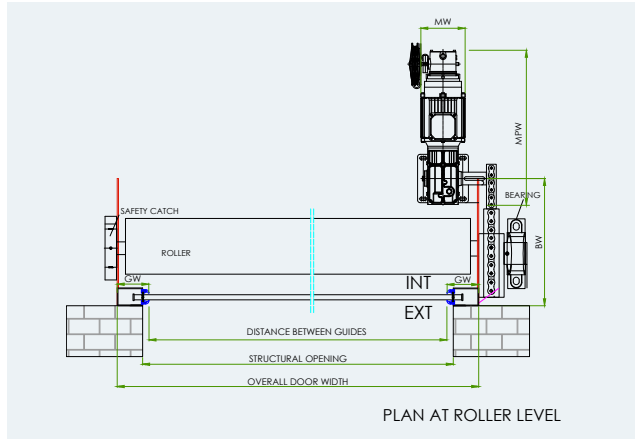 MW
MPW
BEARING
SAFETY CATCH
ROLLER
BW
GW
INT
GW
EXT
DISTANCE BETWEEN GUIDES
STRUCTURAL OPENING
OVERALL DOOR WIDTH
PLAN AT ROLLER LEVEL